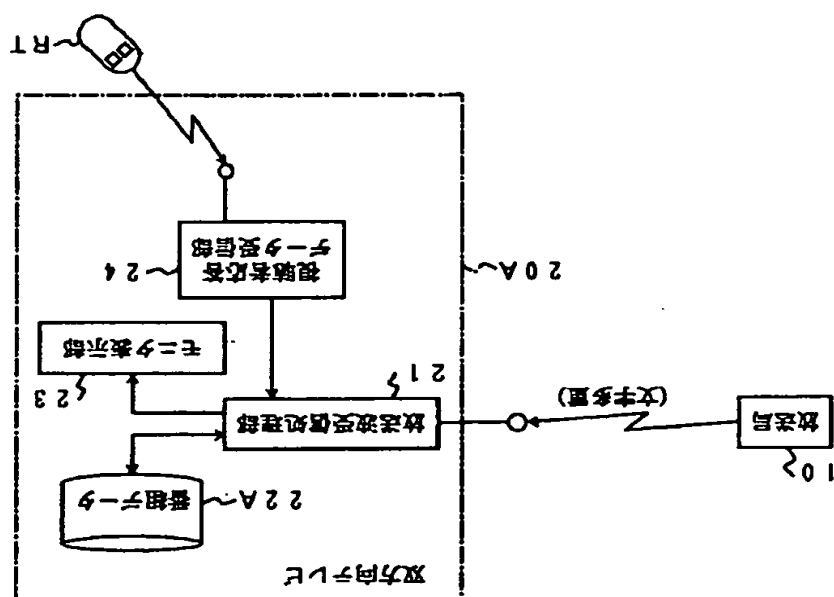 双方向テレビ
番組データ
22A
10
放送局
(文字多重)
21
放送波受信処理部
23
モニタ表示部
20A
24
視聴者応答
データ受信部
RT